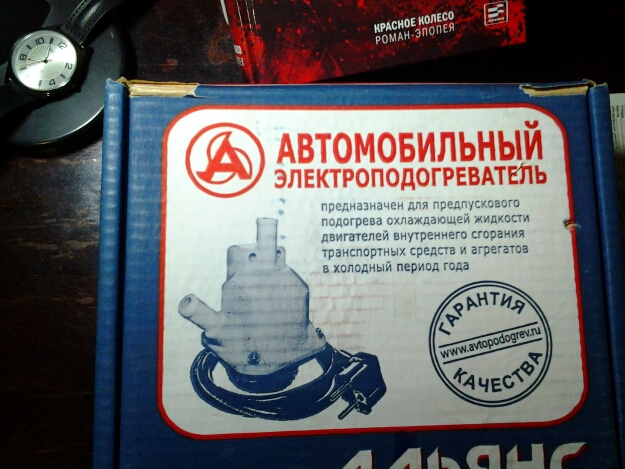 КРАСНОЕ КОЛЕСО
РОМАН-ЭПОПЕЯ
АВТОМОБИЛЬНЫЙ
ЭЛЕКТРОПОДОГРЕВАТЕЛЬ
предназначен для предпускового
подогрева охлаждающей жидкости
двигателей внутреннего сгорания
транспортных средств и агрегатов
в холодный период года
ГАРАНТИЯ
www.avtopodogrev.ru
КАЧЕСТВА
АЛЬЯНС